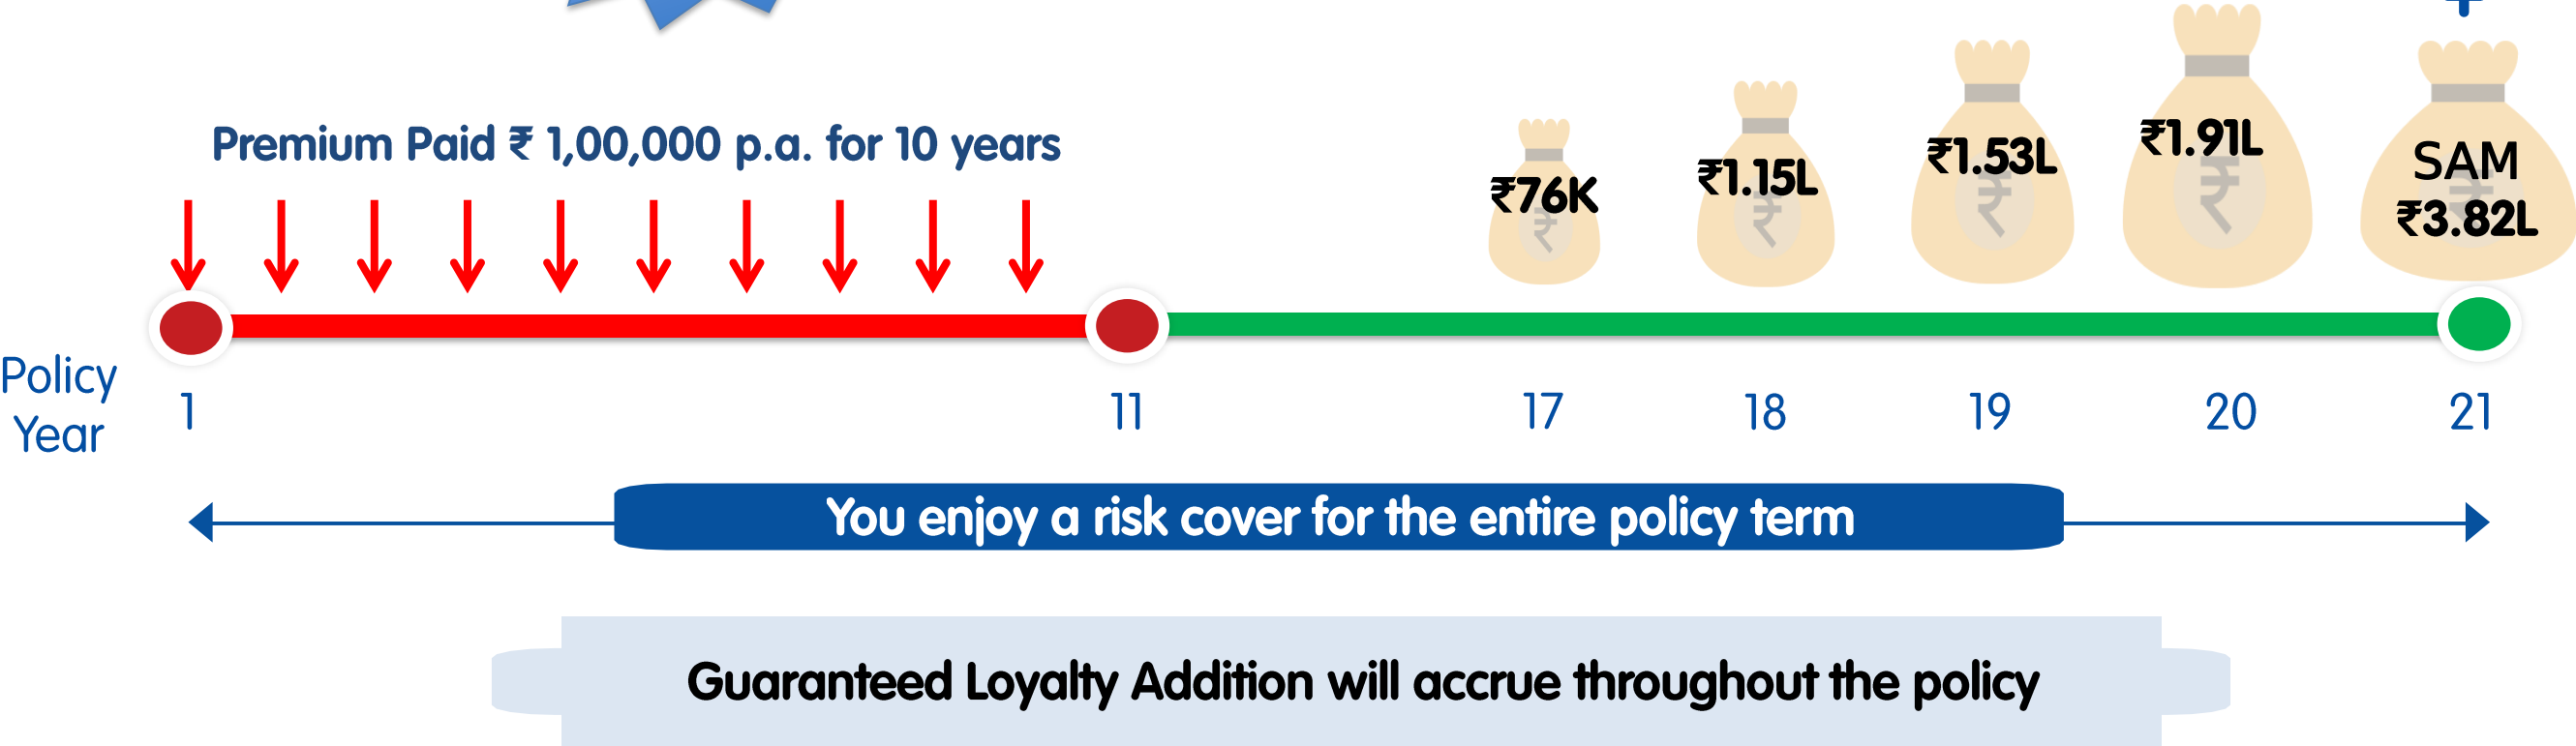 +
Premium Paid ₹ 1,00,000 p.a. for 10 years
₹76K
₹1.15L
₹1.53L
₹1.91L
SAM
₹3.82L
Policy
Year
1
11
17
18
19
20
21
You enjoy a risk cover for the entire policy term
Guaranteed Loyalty Addition will accrue throughout the policy